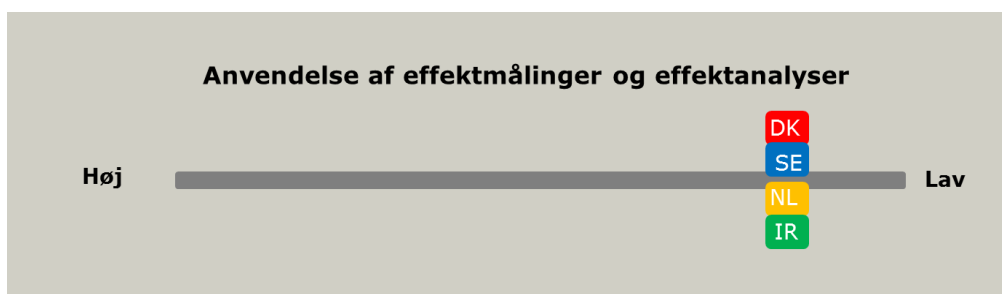 Anvendelse af effektmålinger og effektanalyser
DK
SE
Høj
Lav
NL
IR